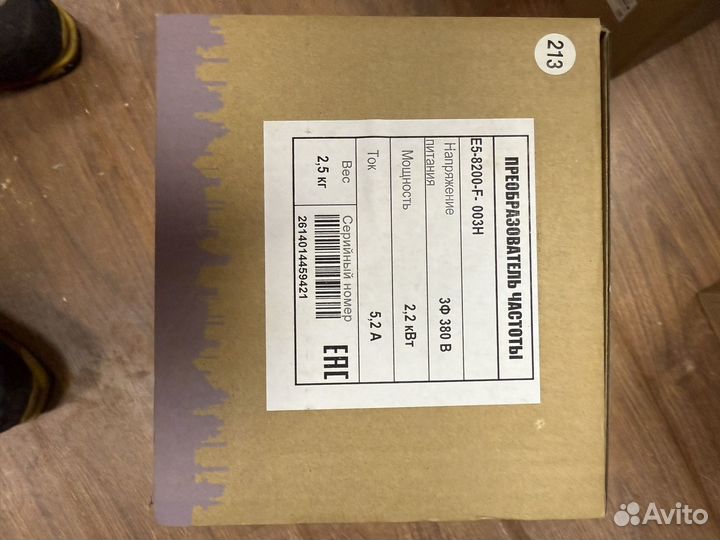 213
ПРЕОБРАЗОВАТЕЛЬ ЧАСТОТЫ
E5-8200-F- 003H
Напряжение питания 3Ф 380 В
Мощность 2,2 кВт
Ток 5,2 А
Вес Серийный номер
2,5 кг
2614014459421
EAC
Avito